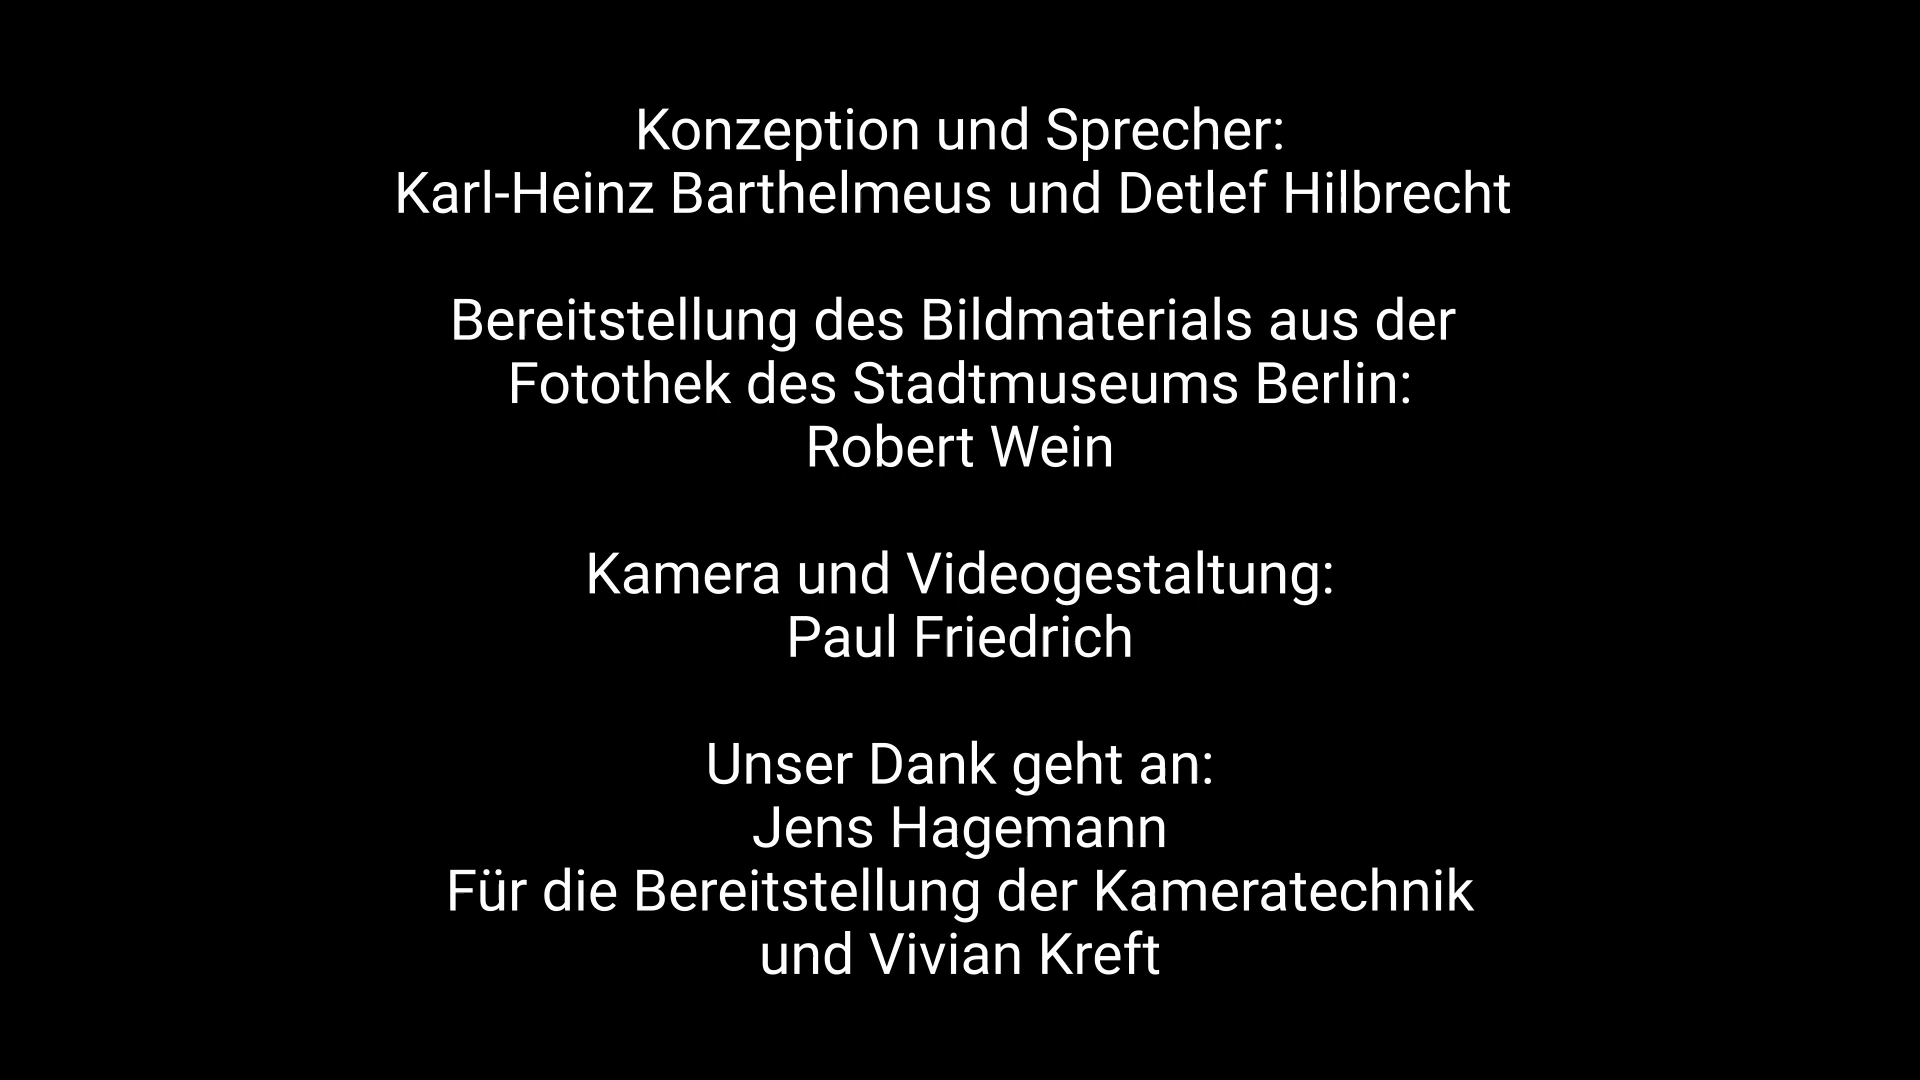 Konzeption und Sprecher:
Karl-Heinz Barthelmeus und Detlef Hilbrecht
Bereitstellung des Bildmaterials aus der
Fotothek des Stadtmuseums Berlin:
Robert Wein
Kamera und Videogestaltung:
Paul Friedrich
Unser Dank geht an:
Jens Hagemann
Für die Bereitstellung der Kameratechnik
und Vivian Kreft